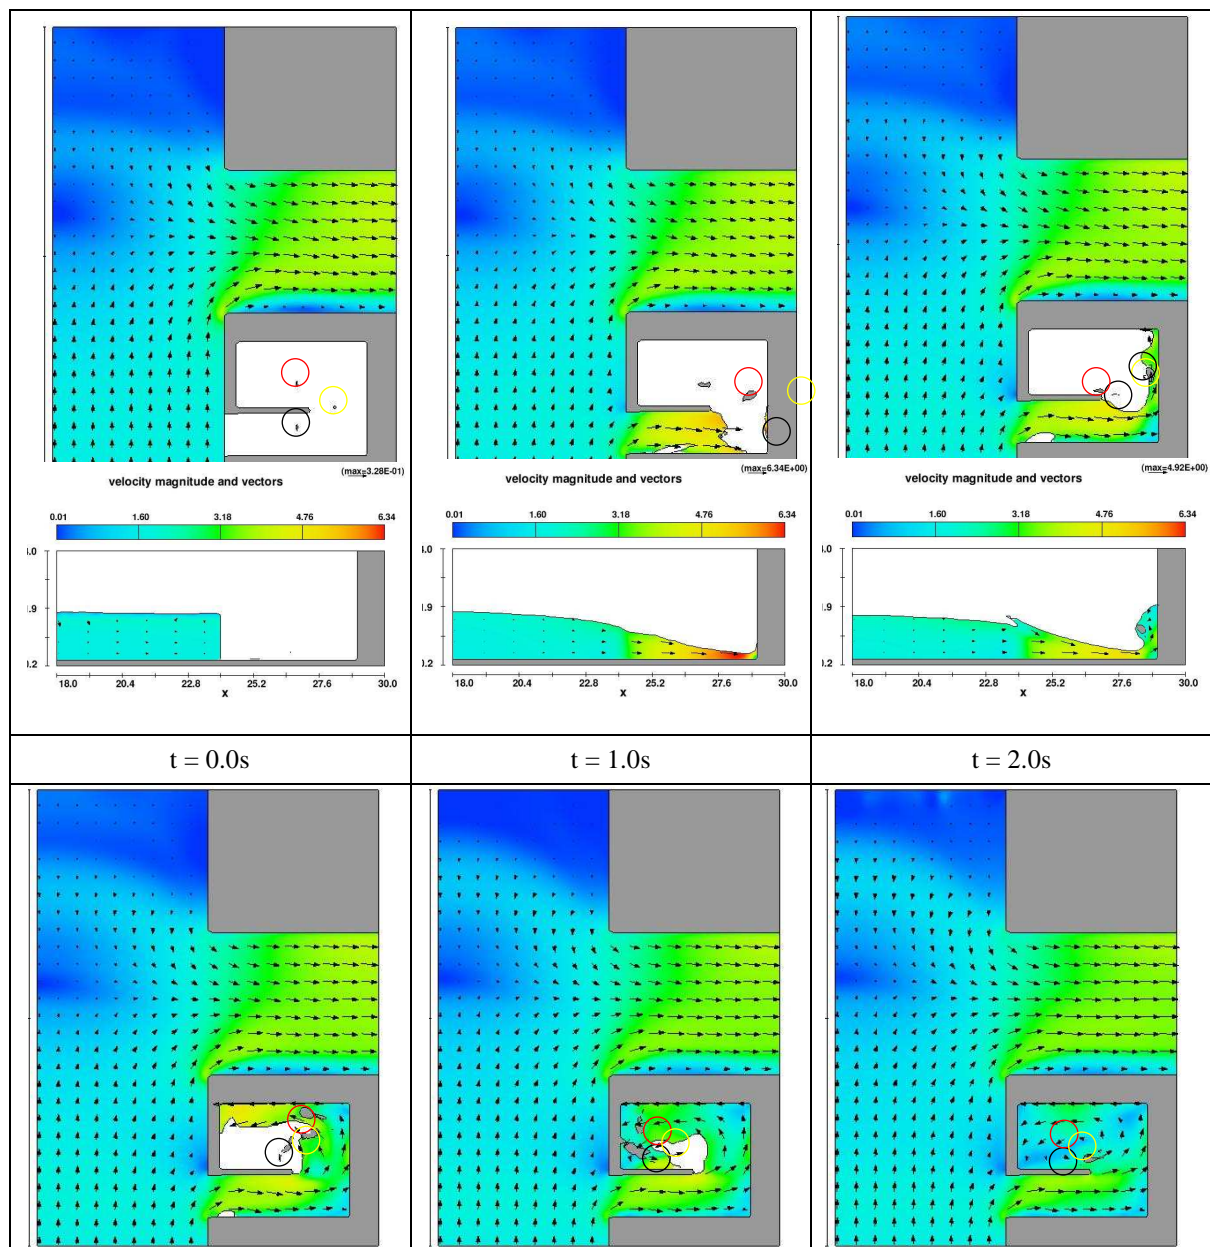 (max=3.28E-01)
velocity magnitude and vectors
0.01 1.60 3.18 4.76 6.34
18.0 20.4 22.8 25.2 27.6 30.0
x
(max=6.34E+00)
velocity magnitude and vectors
0.01 1.60 3.18 4.76 6.34
18.0 20.4 22.8 25.2 27.6 30.0
x
(max=4.92E+00)
velocity magnitude and vectors
0.01 1.60 3.18 4.76 6.34
18.0 20.4 22.8 25.2 27.6 30.0
x
t = 0.0s
t = 1.0s
t = 2.0s